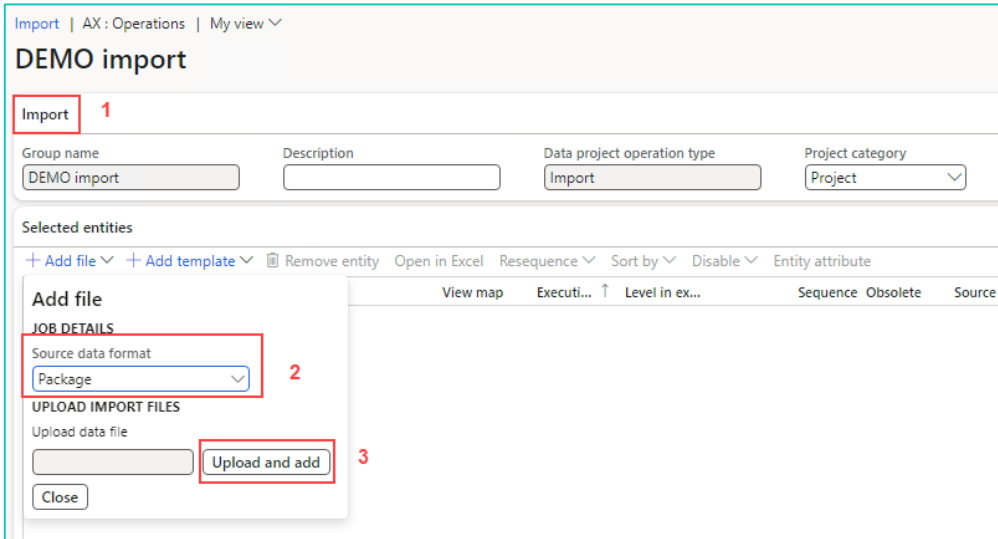 Import | AX : Operations | My view
DEMO import
Import 1
Group name Description Data project operation type Project category
DEMO import Import Project
Selected entities
Add file Add template Remove entity Open in Excel Resequence Sort by Disable Entity attribute
View map Executi... ↑ Level in ex... Sequence Obsolete Source
Add file
JOB DETAILS
Source data format
Package 2
UPLOAD IMPORT FILES
Upload data file
Upload and add 3
Close